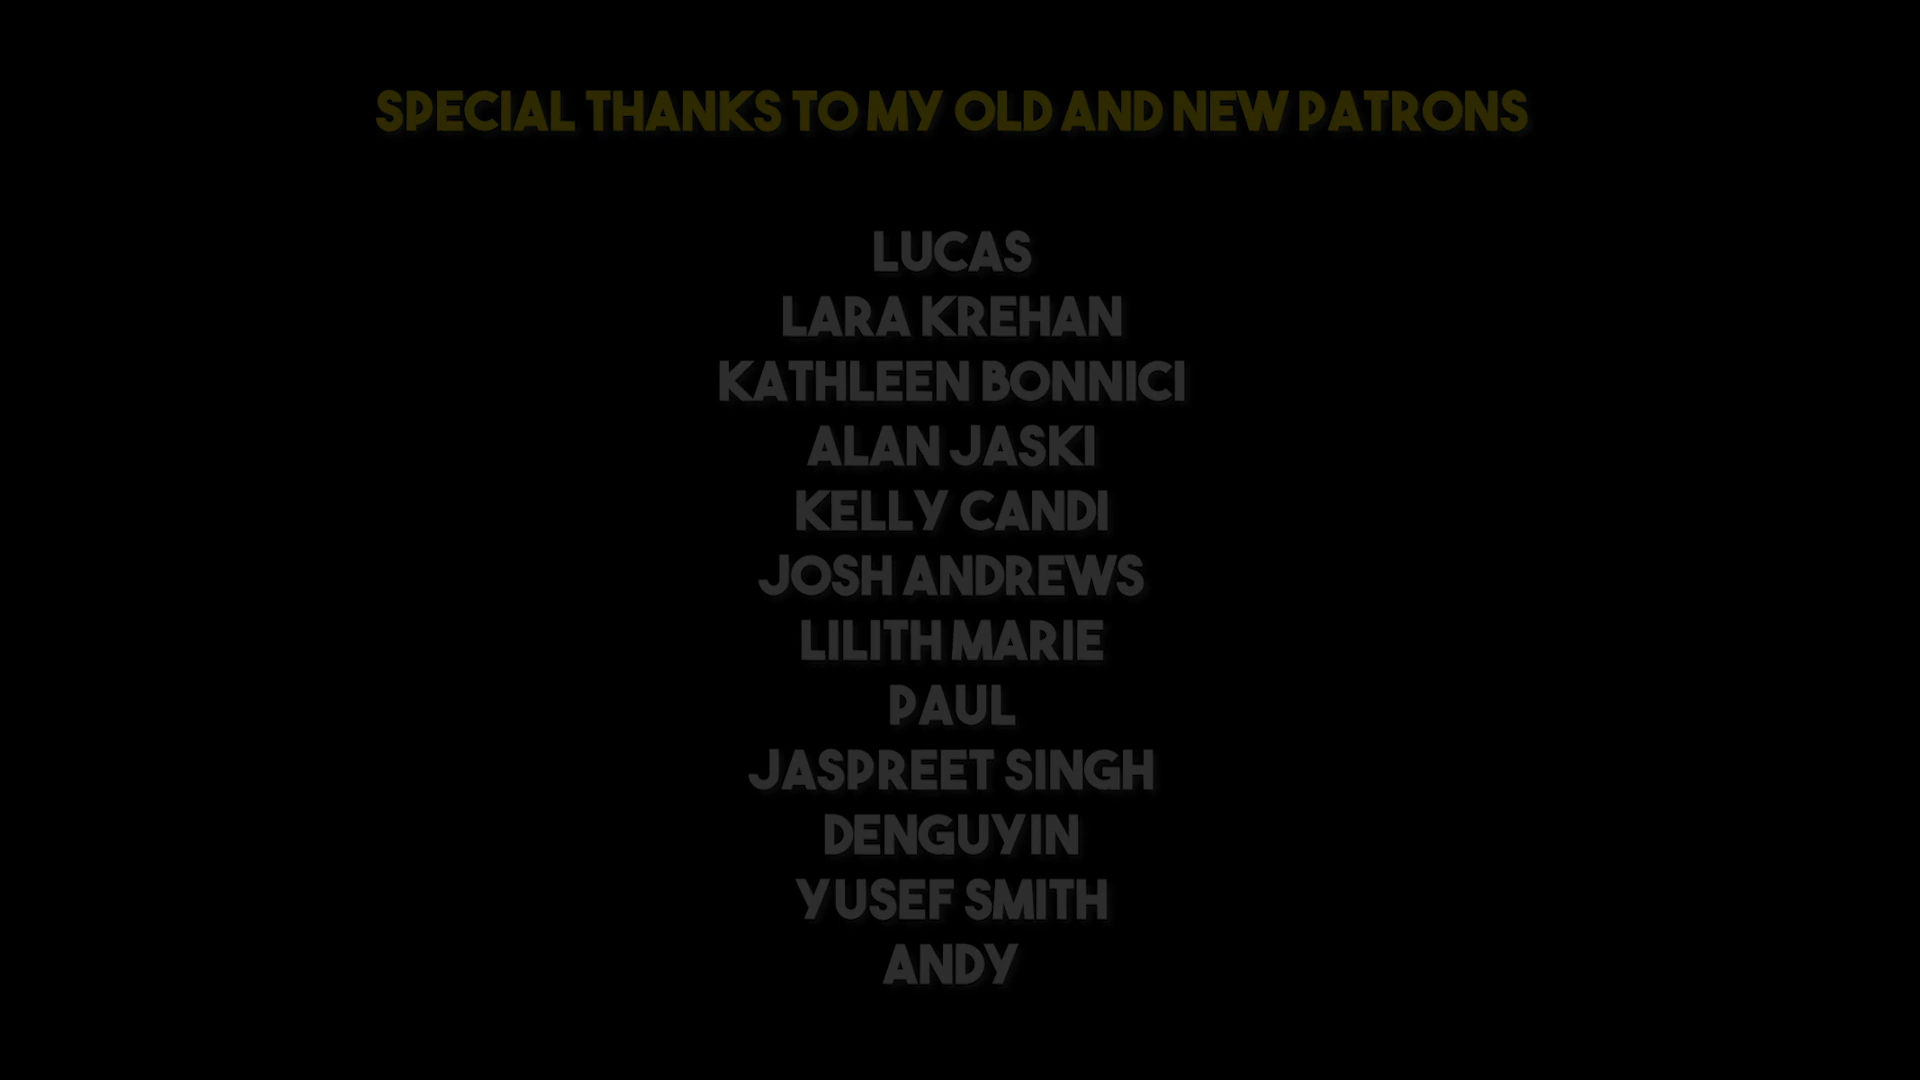 SPECIAL THANKS TO MY OLD AND NEW PATRONS
LUCAS
LARA KREHAN
KATHLEEN BONNICI
ALAN JASKI
KELLY CANDI
JOSH ANDREWS
LILITH MARIE
PAUL
JASPREET SINGH
DENGUYIN
YUSEF SMITH
ANDY